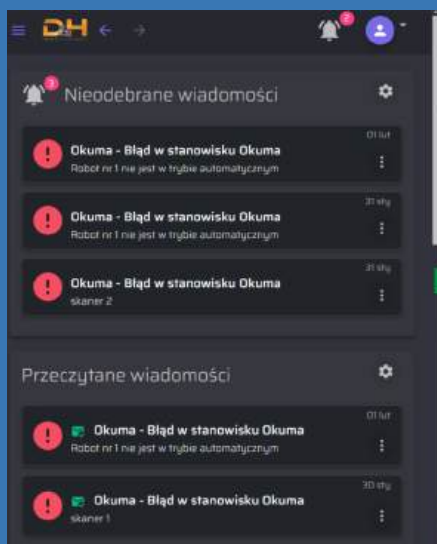 DH
2
3
Nieodebrane wiadomości
01 lut
Okuma - Błąd w stanowisku Okuma
Robot nr 1 nie jest w trybie automatycznym
31 sty
Okuma - Błąd w stanowisku Okuma
Robot nr 1 nie jest w trybie automatycznym
31 sty
Okuma - Błąd w stanowisku Okuma
skaner 2
Przeczytane wiadomości
01 lut
Okuma - Błąd w stanowisku Okuma
Robot nr 1 nie jest w trybie automatycznym
30 sty
Okuma - Błąd w stanowisku Okuma
skaner 1